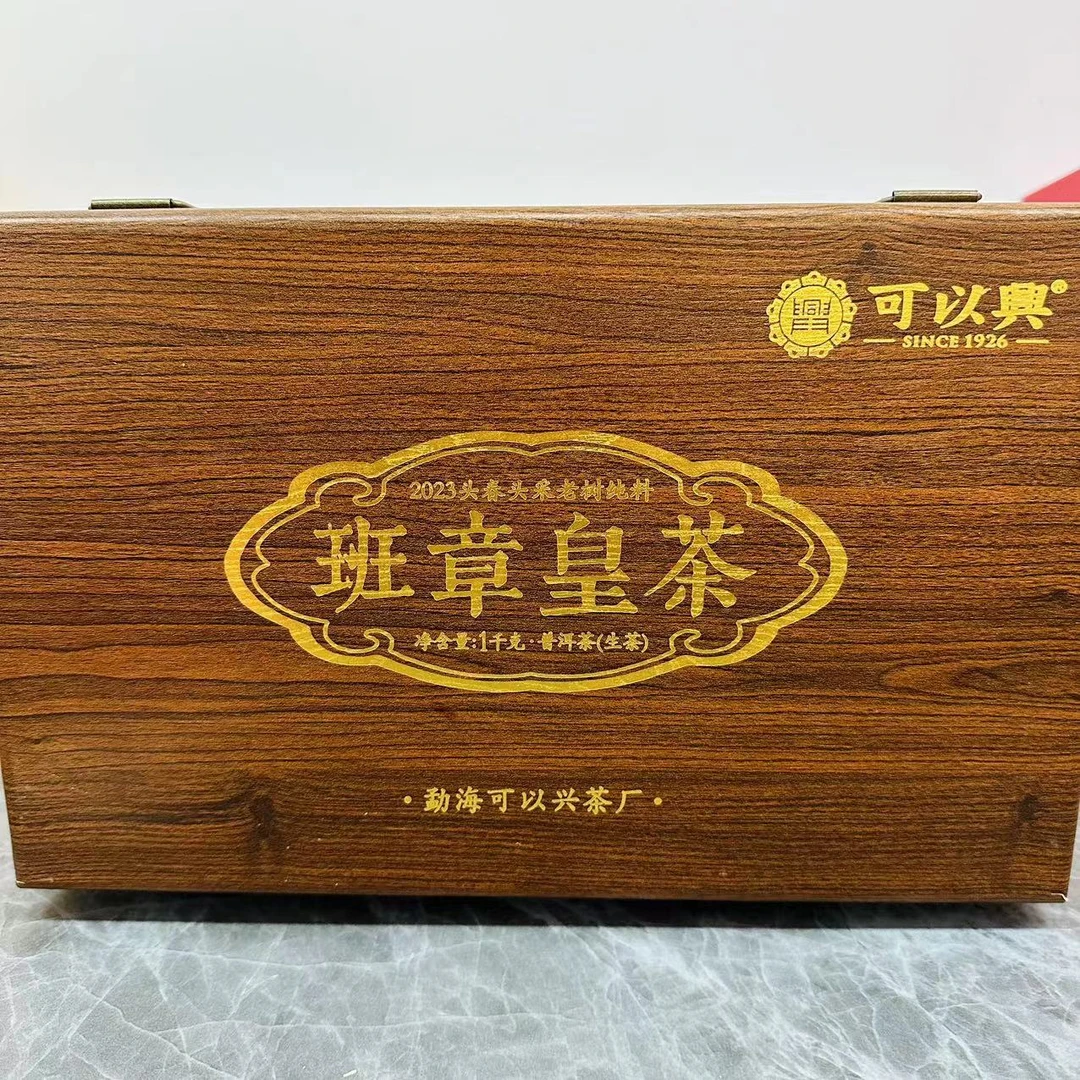 可以興®
SINCE 1926
2023头春头采老树纯料
班章皇茶
净含量:1千克·普洱茶(生茶)
·勐海可以兴茶厂·